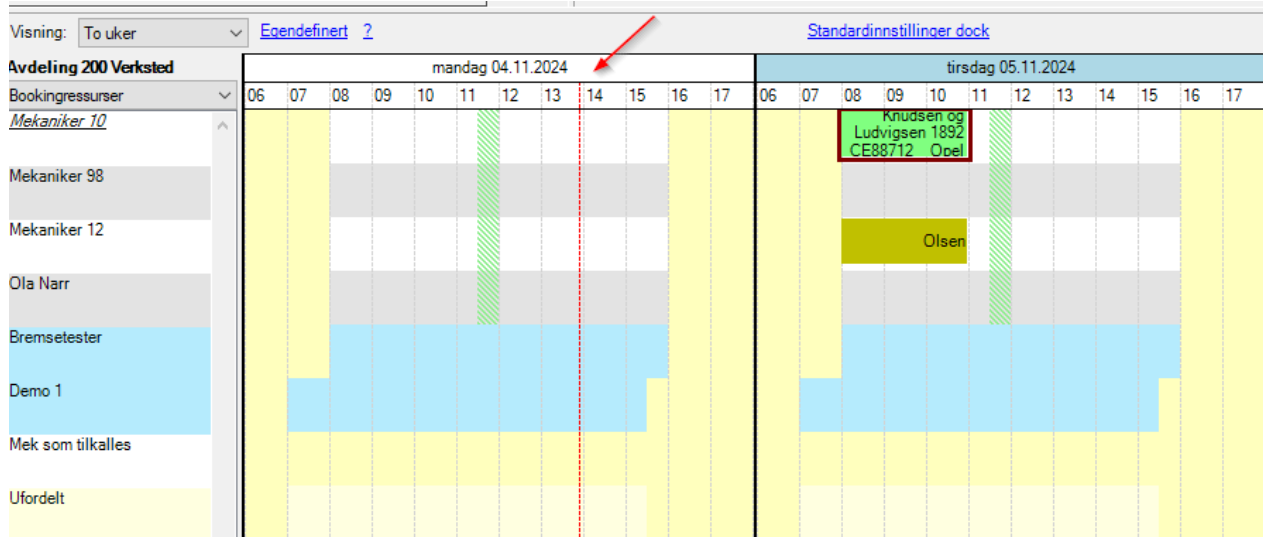 Visning: To uker Egendefinert ? Standardinnstillinger dock
Avdeling 200 Verksted mandag 04.11.2024 tirsdag 05.11.2024
Bookingressurser 06 07 08 09 10 11 12 13 14 15 16 17 06 07 08 09 10 11 12 13 14 15 16 17
Mekaniker 10
Knudsen og
Ludvigsen 1892
CE88712 Opel
Mekaniker 98
Mekaniker 12
Olsen
Ola Narr
Bremsetester
Demo 1
Mek som tilkalles
Ufordelt